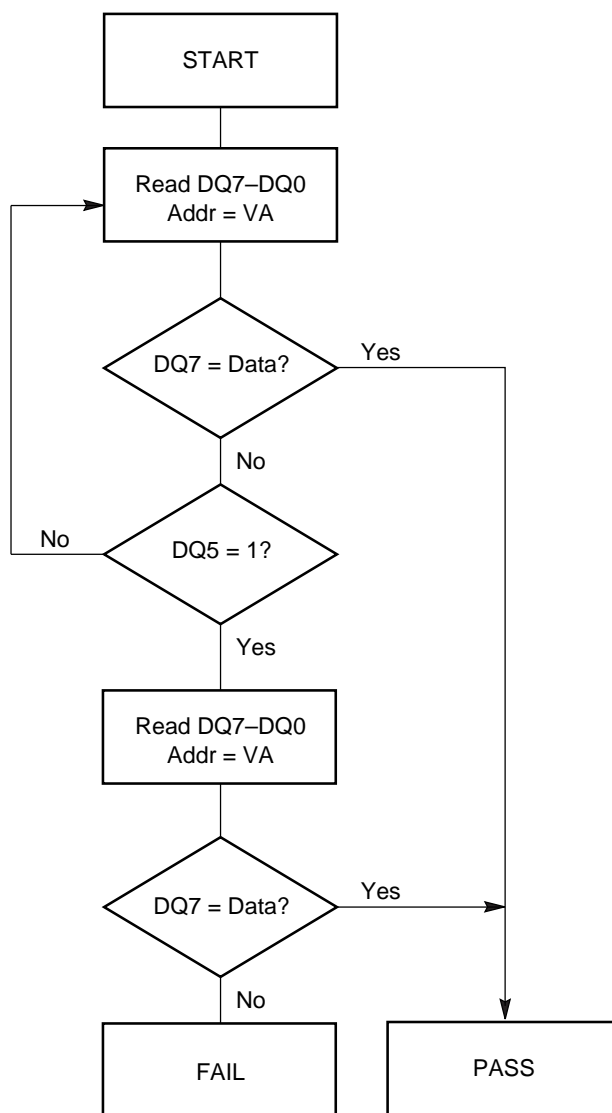 START
Read DQ7–DQ0
Addr = VA
DQ7 = Data?
Yes
No
DQ5 = 1?
No
Yes
Read DQ7–DQ0
Addr = VA
DQ7 = Data?
Yes
No
FAIL
PASS